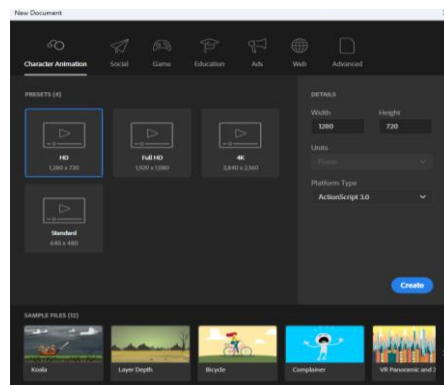 New Document
Character Animation
Social
Game
Education
Ads
Web
Advanced
PRESETS (4)
HD
1,280 x 720
Full HD
1,920 x 1,080
4K
3,840 x 2,160
Standard
640 x 480
DETAILS
Width
Height
1280
720
Units
Pixels
Platform Type
ActionScript 3.0
Create
SAMPLE FILES (12)
Koala
Layer Depth
Bicycle
Complainer
VR Panoramic and